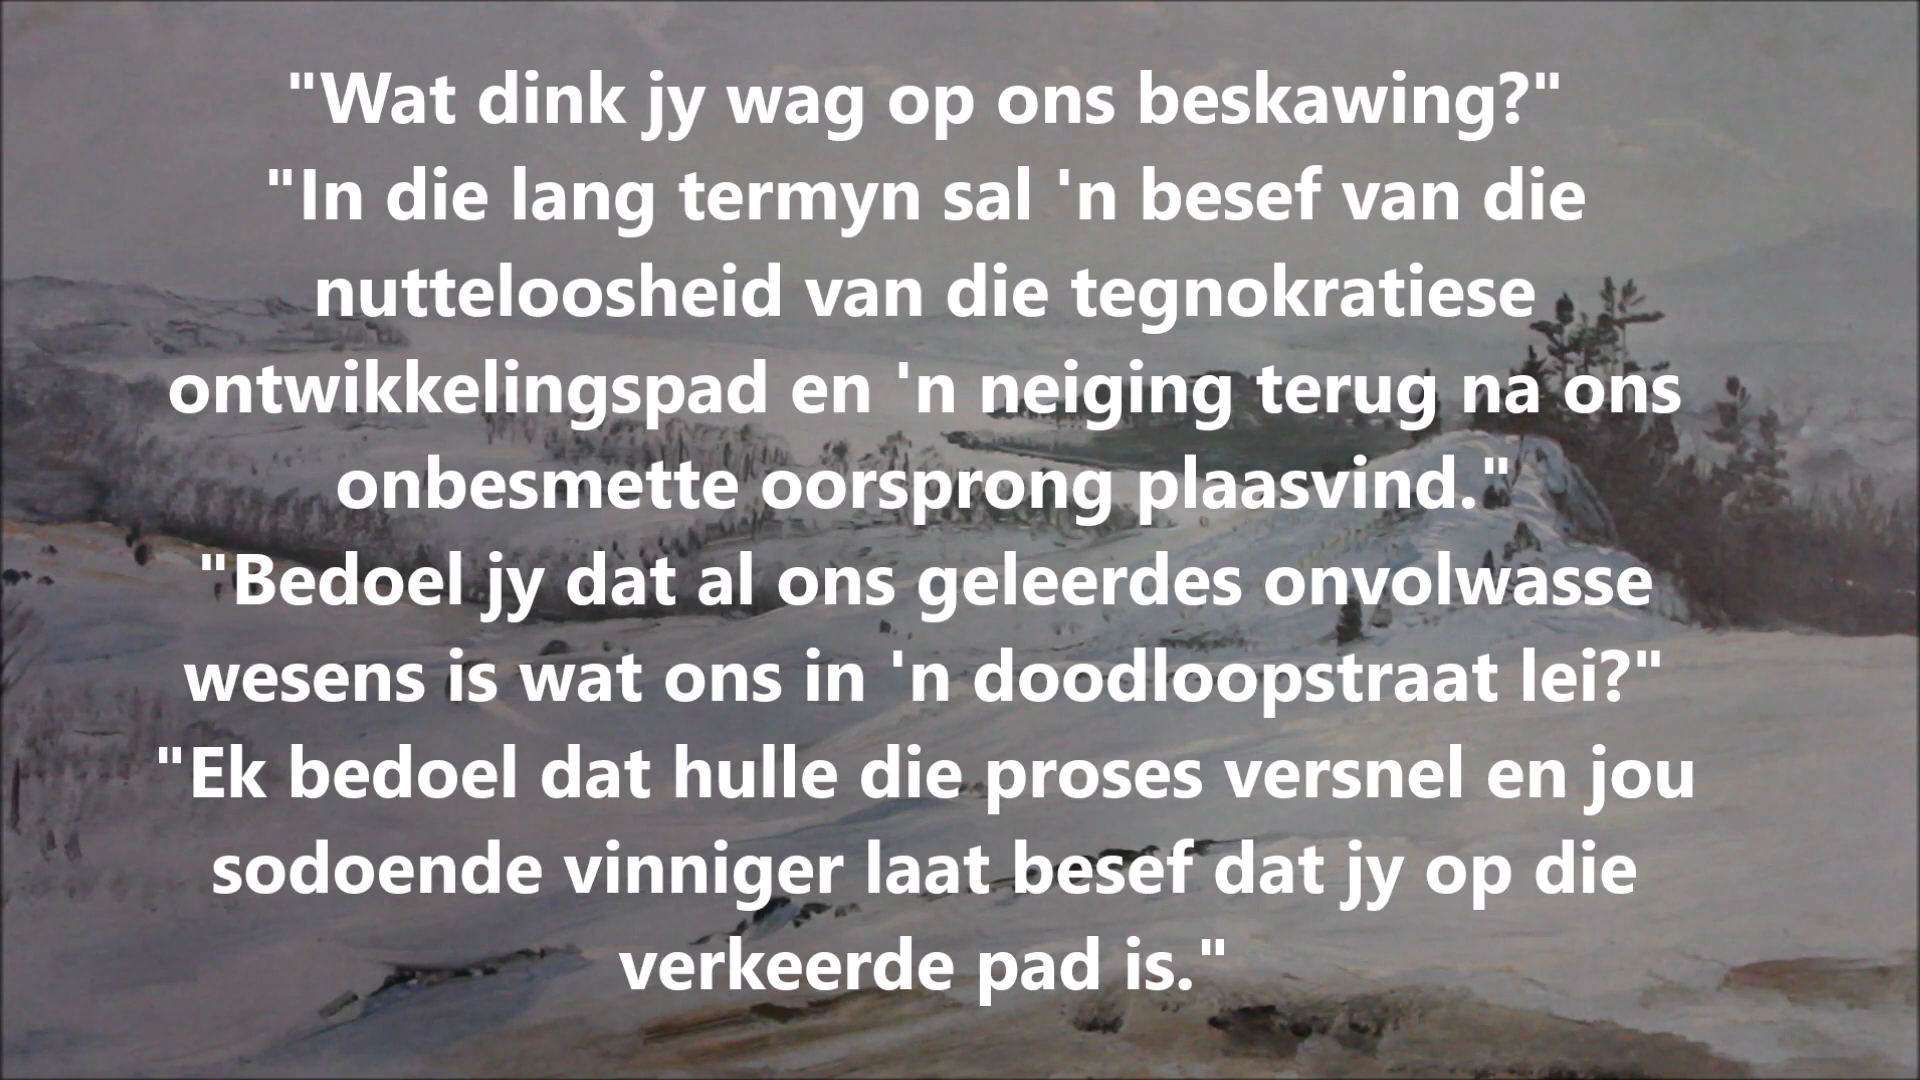 "Wat dink jy wag op ons beskawing?"
"In die lang termyn sal 'n besef van die
nutteloosheid van die tegnokratiese
ontwikkelingspad en 'n neiging terug na ons
onbesmette oorsprong plaasvind."
"Bedoel jy dat al ons geleerdes onvolwasse
wesens is wat ons in 'n doodloopstraat lei?"
"Ek bedoel dat hulle die proses versnel en jou
sodoende vinniger laat besef dat jy op die
verkeerde pad is."